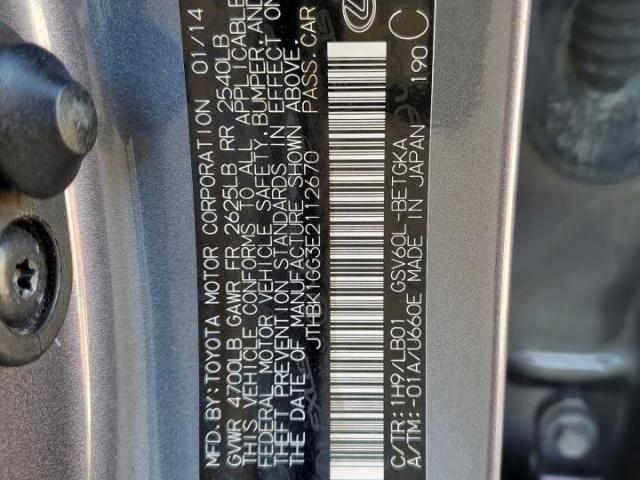 MFD. BY: TOYOTA MOTOR CORPORATION 01/14
GVWR 4700LB GAWR FR 2625LB RR 2540LB
THIS VEHICLE CONFORMS TO ALL APPLICABLE
FEDERAL MOTOR VEHICLE SAFETY, BUMPER, AND
THEFT PREVENTION STANDARDS IN EFFECT ON
THE DATE OF MANUFACTURE SHOWN ABOVE.
JTHBK1GG3E2112670 PASS. CAR
C/TR: 1H9/LB01 GSV60L-BETGKA
A/TM: -01A/U660E MADE IN JAPAN 190 C